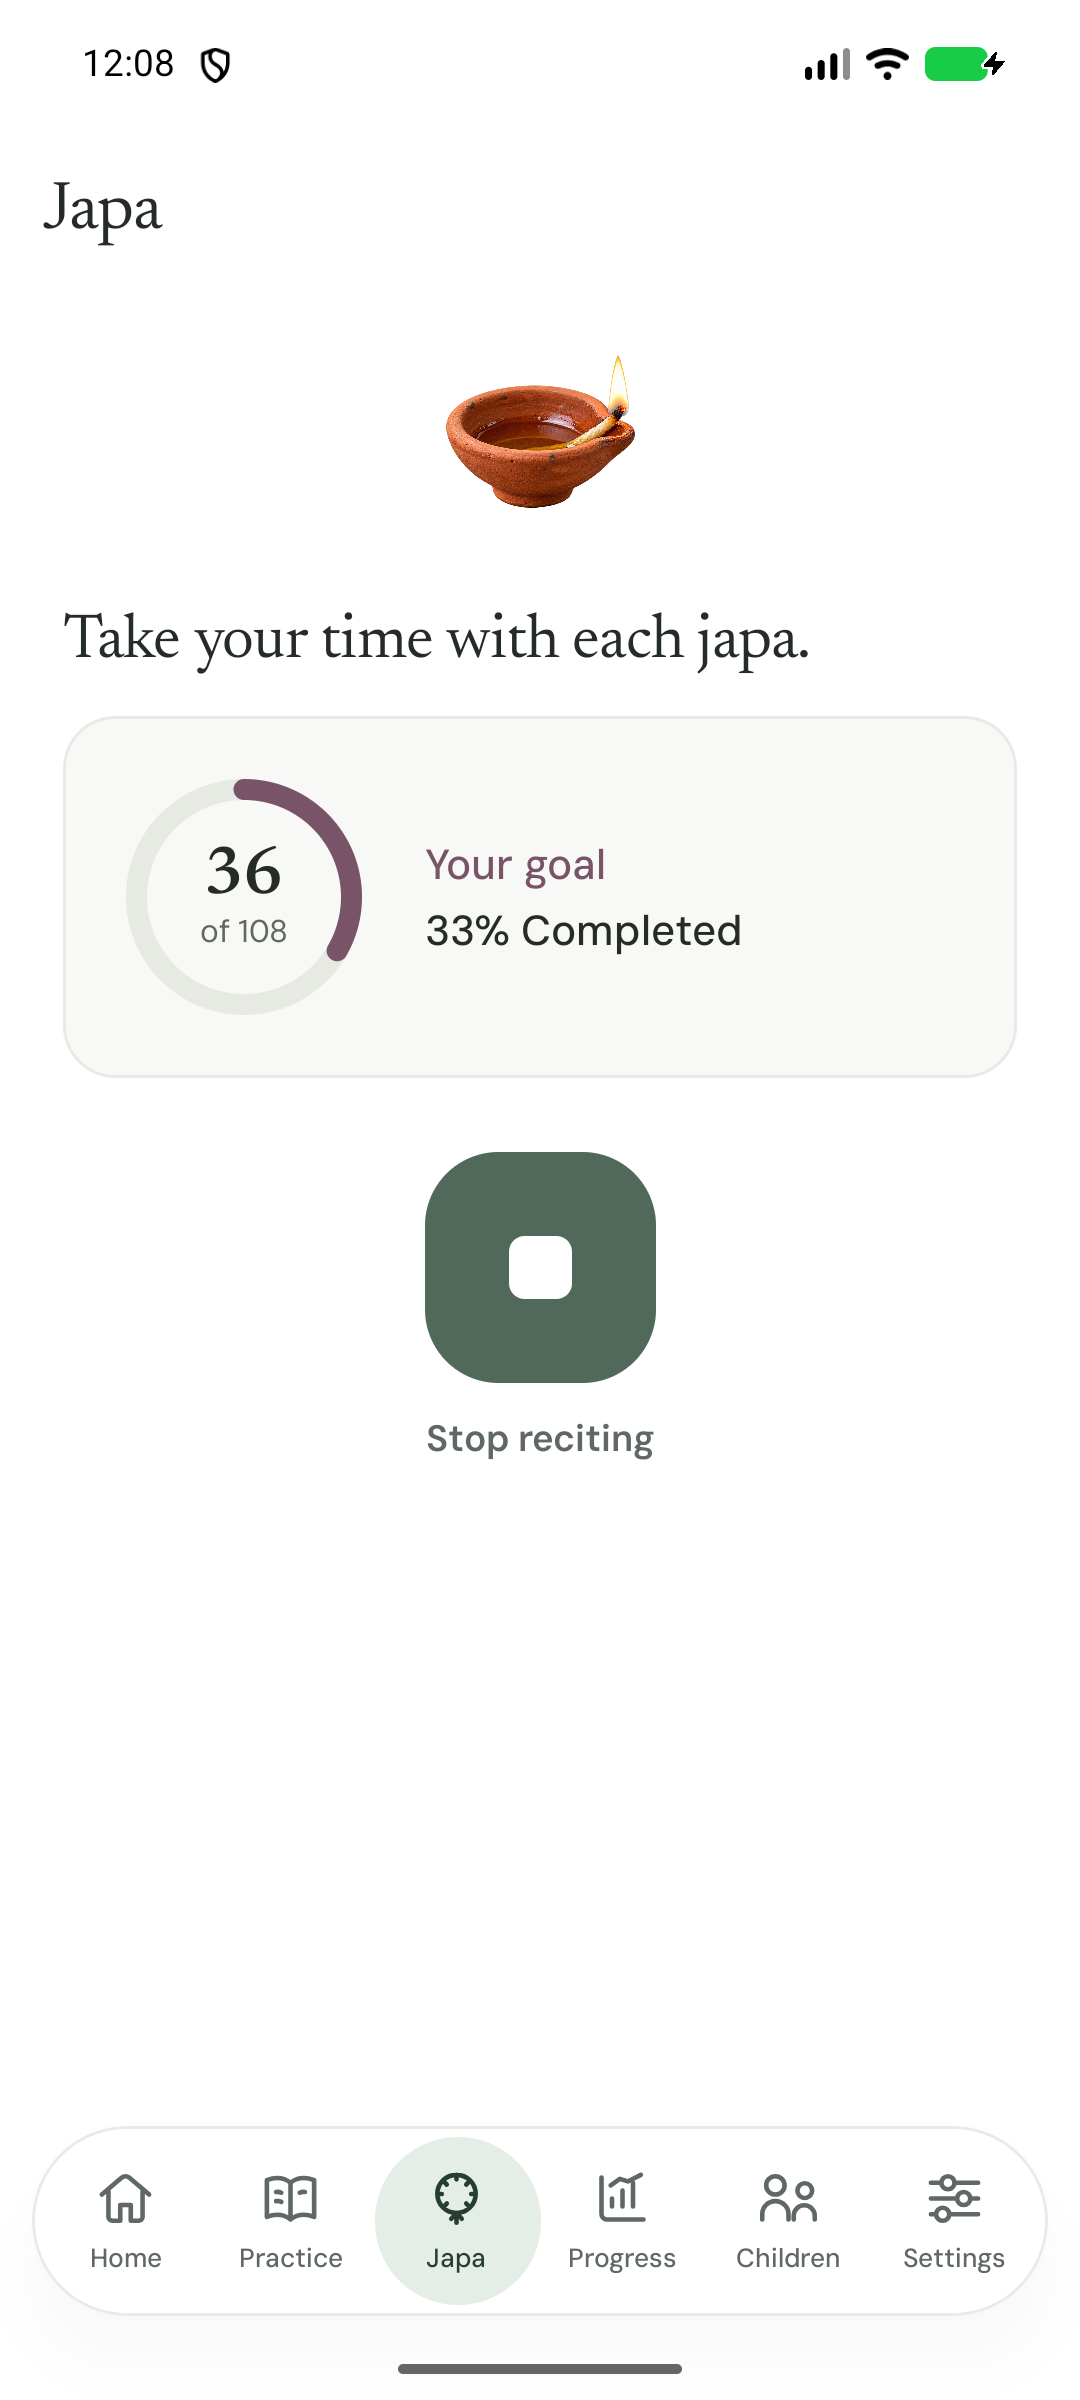 12:08
Japa
Take your time with each japa.
36
of 108
Your goal
33% Completed
Stop reciting
Home
Practice
Japa
Progress
Children
Settings